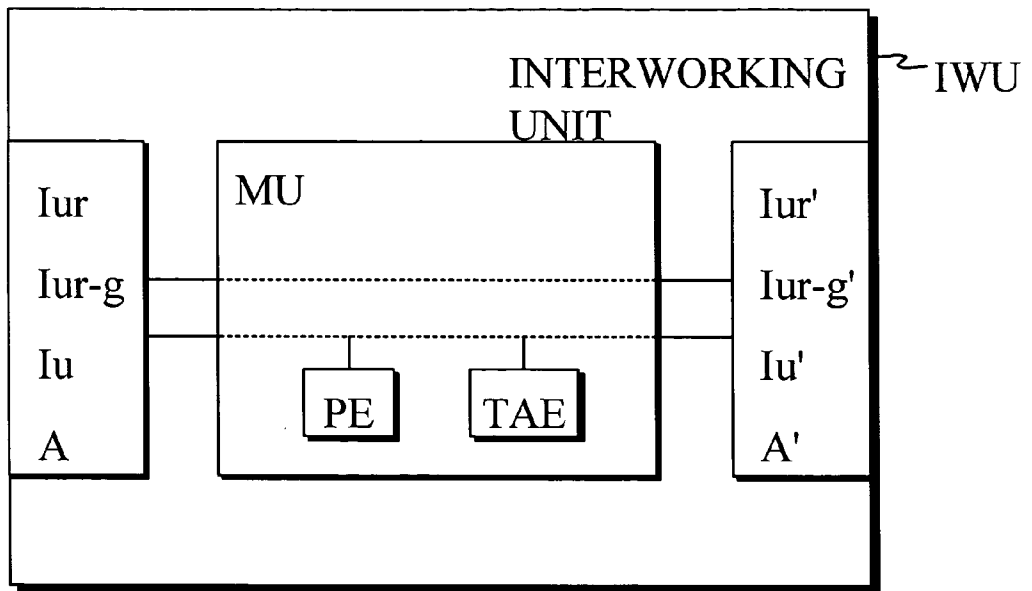 INTERWORKING
UNIT
IWU
Iur
Iur-g
Iu
A
MU
PE
TAE
Iur'
Iur-g'
Iu'
A'